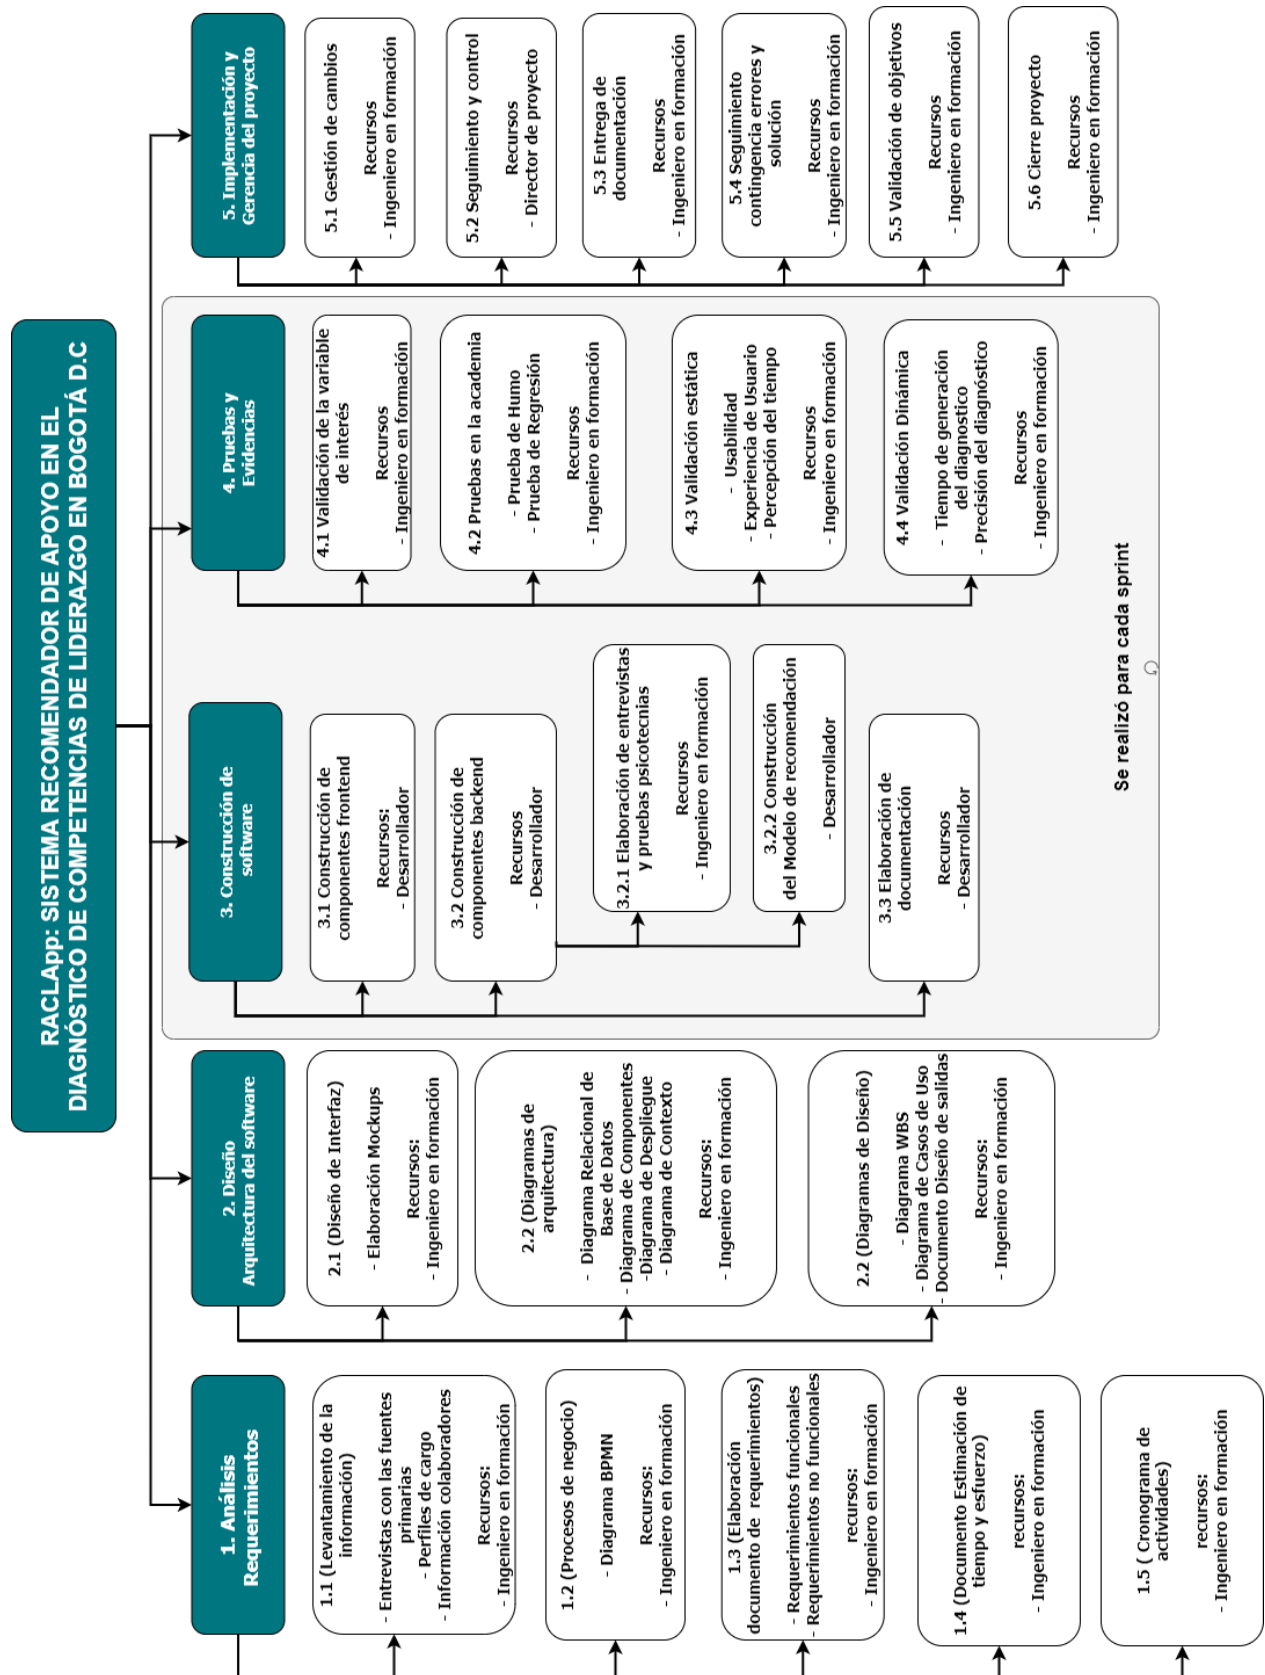 RACLApp: SISTEMA RECOMENDADOR DE APOYO EN EL
DIAGNÓSTICO DE COMPETENCIAS DE LIDERAZGO EN BOGOTÁ D.C
1. Análisis
Requerimientos
1.1 (Levantamiento de la
información)
- Entrevistas con las fuentes
primarias
- Perfiles de cargo
- Información colaboradores
Recursos:
- Ingeniero en formación
1.2 (Procesos de negocio)
- Diagrama BPMN
Recursos:
- Ingeniero en formación
1.3 (Elaboración
documento de requerimientos)
- Requerimientos funcionales
- Requerimientos no funcionales
recursos:
- Ingeniero en formación
1.4 (Documento Estimación de
tiempo y esfuerzo)
recursos:
- Ingeniero en formación
1.5 ( Cronograma de
actividades)
recursos:
- Ingeniero en formación
2. Diseño
Arquitectura del software
2.1 (Diseño de Interfaz)
- Elaboración Mockups
Recursos:
- Ingeniero en formación
2.2 (Diagramas de
arquitectura)
- Diagrama Relacional de
Base de Datos
- Diagrama de Componentes
-Diagrama de Despliegue
- Diagrama de Contexto
Recursos:
- Ingeniero en formación
2.2 (Diagramas de Diseño)
- Diagrama WBS
- Diagrama de Casos de Uso
- Documento Diseño de salidas
Recursos:
- Ingeniero en formación
3. Construcción de
software
3.1 Construcción de
componentes frontend
Recursos:
- Desarrollador
3.2 Construcción de
componentes backend
Recursos
- Desarrollador
3.2.1 Elaboración de entrevistas
y pruebas psicotecnias
Recursos
- Ingeniero en formación
3.2.2 Construcción
del Modelo de recomendación
- Desarrollador
3.3 Elaboración de
documentación
Recursos
- Desarrollador
4. Pruebas y
Evidencias
4.1 Validación de la variable
de interés
Recursos
- Ingeniero en formación
4.2 Pruebas en la academia
- Prueba de Humo
- Prueba de Regresión
Recursos
- Ingeniero en formación
4.3 Validación estática
- Usabilidad
- Experiencia de Usuario
- Percepción del tiempo
Recursos
- Ingeniero en formación
4.4 Validación Dinámica
- Tiempo de generación
del diagnostico
- Precisión del diagnóstico
Recursos
- Ingeniero en formación
Se realizó para cada sprint
5. Implementación y
Gerencia del proyecto
5.1 Gestión de cambios
Recursos
- Ingeniero en formación
5.2 Seguimiento y control
Recursos
- Director de proyecto
5.3 Entrega de
documentación
Recursos
- Ingeniero en formación
5.4 Seguimiento
contingencia errores y
solución
Recursos
- Ingeniero en formación
5.5 Validación de objetivos
Recursos
- Ingeniero en formación
5.6 Cierre proyecto
Recursos
- Ingeniero en formación